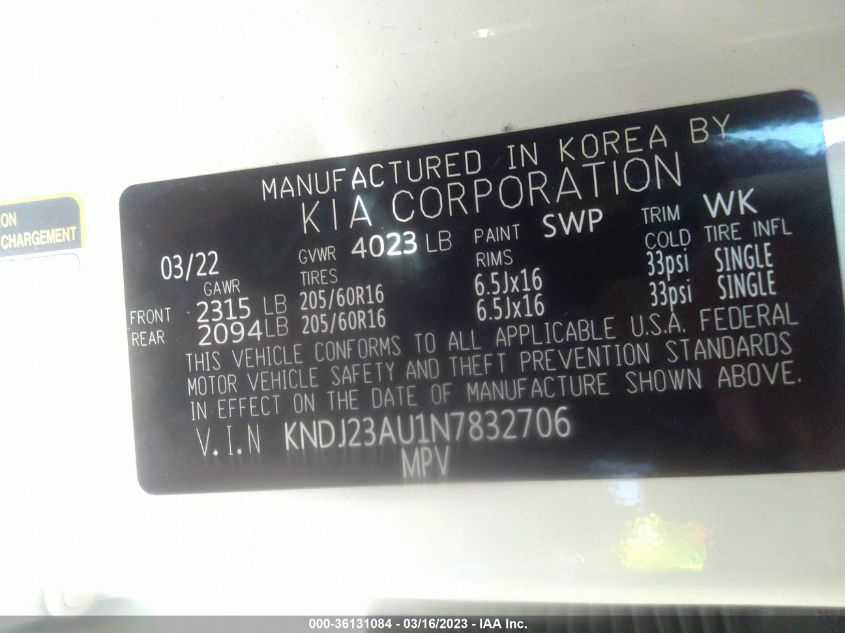 ON
CHARGEMENT
MANUFACTURED IN KOREA BY
KIA CORPORATION
03/22 GVWR 4023 LB PAINT SWP TRIM WK
GAWR TIRES RIMS COLD TIRE INFL
FRONT 2315 LB 205/60R16 6.5Jx16 33psi SINGLE
REAR 2094LB 205/60R16 6.5Jx16 33psi SINGLE
THIS VEHICLE CONFORMS TO ALL APPLICABLE U.S.A. FEDERAL
MOTOR VEHICLE SAFETY AND THEFT PREVENTION STANDARDS
IN EFFECT ON THE DATE OF MANUFACTURE SHOWN ABOVE.
V.I.N KNDJ23AU1N7832706
MPV
000-36131084 - 03/16/2023 - IAA Inc.